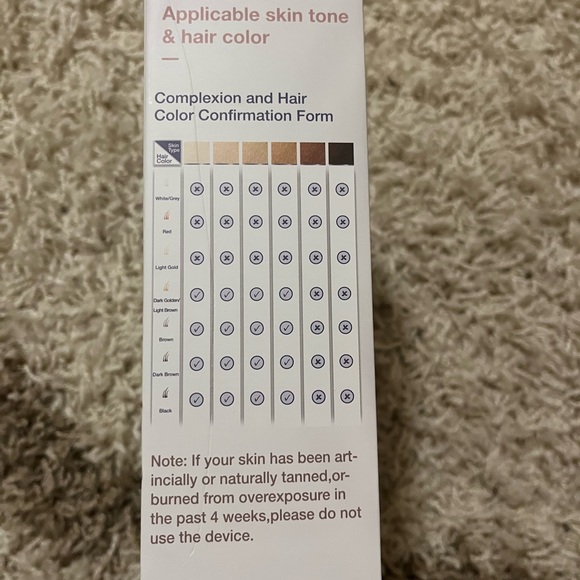 Applicable skin tone
& hair color
Complexion and Hair
Color Confirmation Form
Skin
Type
Hair
Color
White/Grey
Red
Light Gold
Dark Golden/
Light Brown
Brown
Dark Brown
Black
Note: If your skin has been art-
incially or naturally tanned,or-
burned from overexposure in
the past 4 weeks,please do not
use the device.